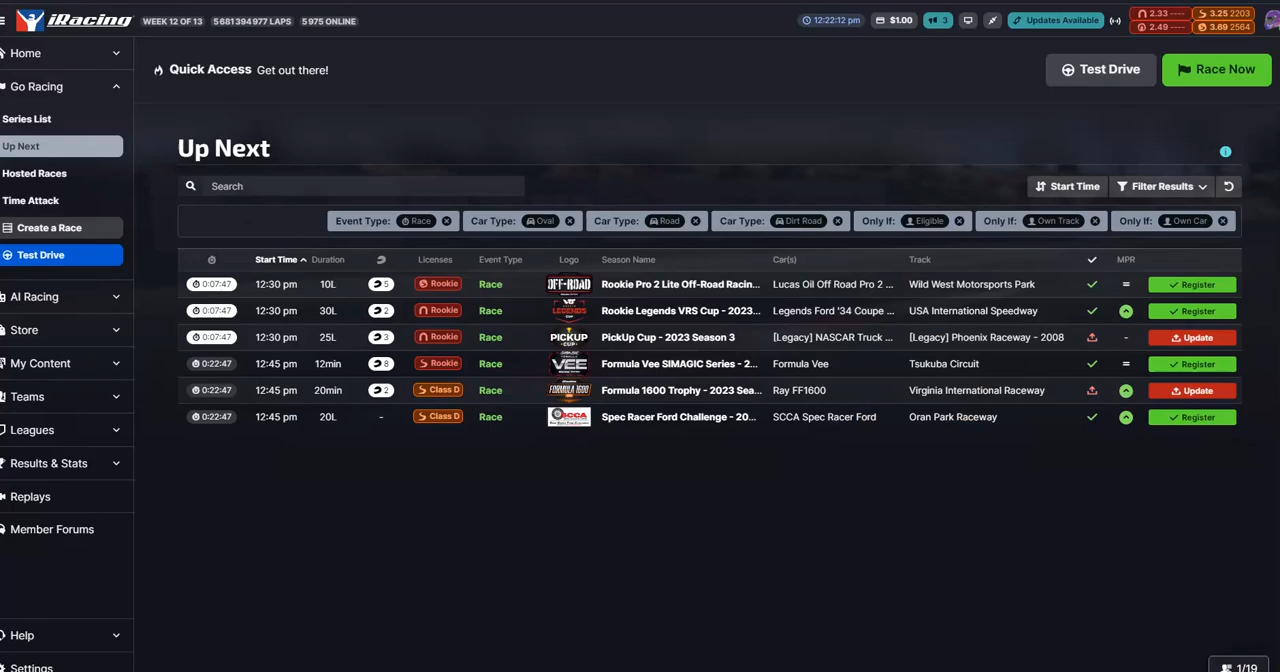 iRacing WEEK 12 OF 13 5681394977 LAPS 5975 ONLINE 12:22:12 pm $1.00 3 Updates Available 2.33 ---- 3.25 2203
2.49 ---- 3.69 2564
Home
Go Racing
Series List
Up Next
Hosted Races
Time Attack
Create a Race
Test Drive
AI Racing
Store
My Content
Teams
Leagues
Results & Stats
Replays
Member Forums
Help
Settings
Quick Access Get out there! Test Drive Race Now
Up Next
Search Start Time Filter Results
Event Type: Race Car Type: Oval Car Type: Road Car Type: Dirt Road Only If: Eligible Only If: Own Track Only If: Own Car
Start Time Duration Licenses Event Type Logo Season Name Car(s) Track MPR
0:07:47 12:30 pm 10L 5 Rookie Race OFF-ROAD Rookie Pro 2 Lite Off-Road Racin... Lucas Oil Off Road Pro 2 ... Wild West Motorsports Park = Register
0:07:47 12:30 pm 30L 2 Rookie Race LEGENDS Rookie Legends VRS Cup - 2023... Legends Ford '34 Coupe ... USA International Speedway Register
0:07:47 12:30 pm 25L 3 Rookie Race PICKUP CUP PickUp Cup - 2023 Season 3 [Legacy] NASCAR Truck ... [Legacy] Phoenix Raceway - 2008 - Update
0:22:47 12:45 pm 12min 8 Rookie Race VEE Formula Vee SIMAGIC Series - 2... Formula Vee Tsukuba Circuit = Register
0:22:47 12:45 pm 20min 2 Class D Race FORMULA 1600 Formula 1600 Trophy - 2023 Sea... Ray FF1600 Virginia International Raceway Update
0:22:47 12:45 pm 20L - Class D Race SCCA Spec Racer Ford Challenge - 20... SCCA Spec Racer Ford Oran Park Raceway Register
1/19